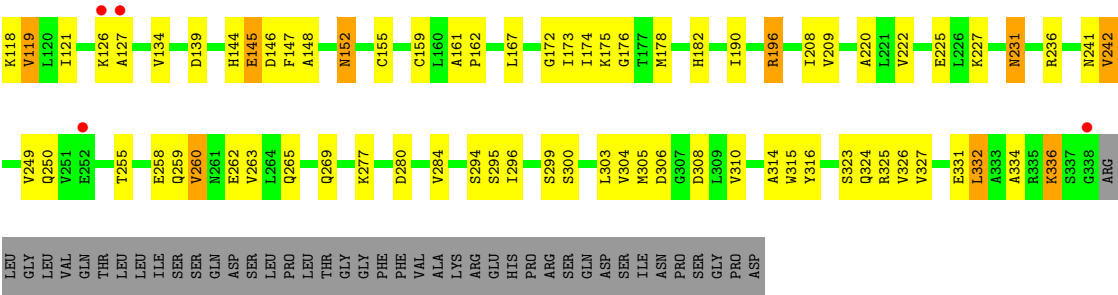 K118 V119 L120 I121 K126 A127 V134 D139 H144 E145 D146 F147 A148 N152 C155 C159 L160 A161 P162 L167 G172 I173 I174 K175 G176 T177 M178 H182 I190 R196 I208 V209 A220 L221 V222 E225 L226 K227 N231 R236 N241 V242
V249 Q250 V251 E252 T255 E258 Q259 V260 N261 E262 V263 L264 Q265 Q269 K277 D280 V284 S294 S295 I296 S299 S300 L303 V304 M305 D306 G307 D308 L309 V310 A314 W315 Y316 S323 Q324 R325 V326 V327 E331 L332 A333 A334 R335 K336 S337 G338 ARG
LEU GLY GLN LEU VAL GLN THR LEU LEU ILE SER SER GLN ASP SER LEU PRO LEU THR GLY GLY PHE PHE VAL ALA LYS ARG GLU HIS PRO ARG SER GLN ASP SER ILE ASN PRO SER GLY PRO ASP